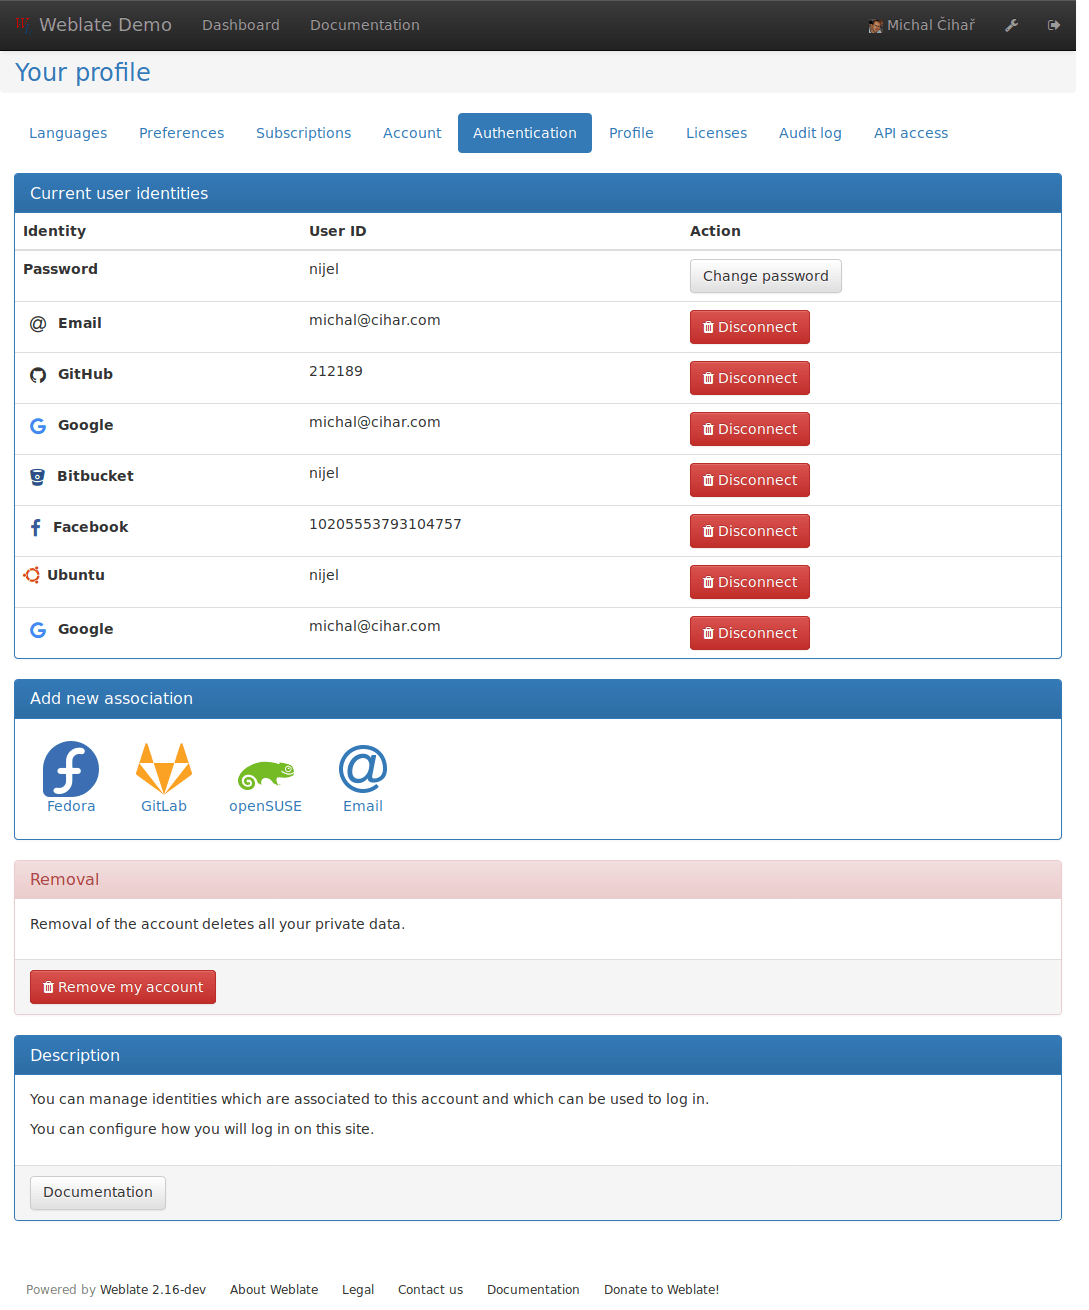 Weblate Demo Dashboard Documentation Michal Čihař
Your profile
Languages Preferences Subscriptions Account Authentication Profile Licenses Audit log API access
Current user identities
Identity User ID Action
Password nijel Change password
Email michal@cihar.com Disconnect
GitHub 212189 Disconnect
Google michal@cihar.com Disconnect
Bitbucket nijel Disconnect
Facebook 10205553793104757 Disconnect
Ubuntu nijel Disconnect
Google michal@cihar.com Disconnect
Add new association
Fedora GitLab openSUSE Email
Removal
Removal of the account deletes all your private data.
Remove my account
Description
You can manage identities which are associated to this account and which can be used to log in.
You can configure how you will log in on this site.
Documentation
Powered by Weblate 2.16-dev About Weblate Legal Contact us Documentation Donate to Weblate!